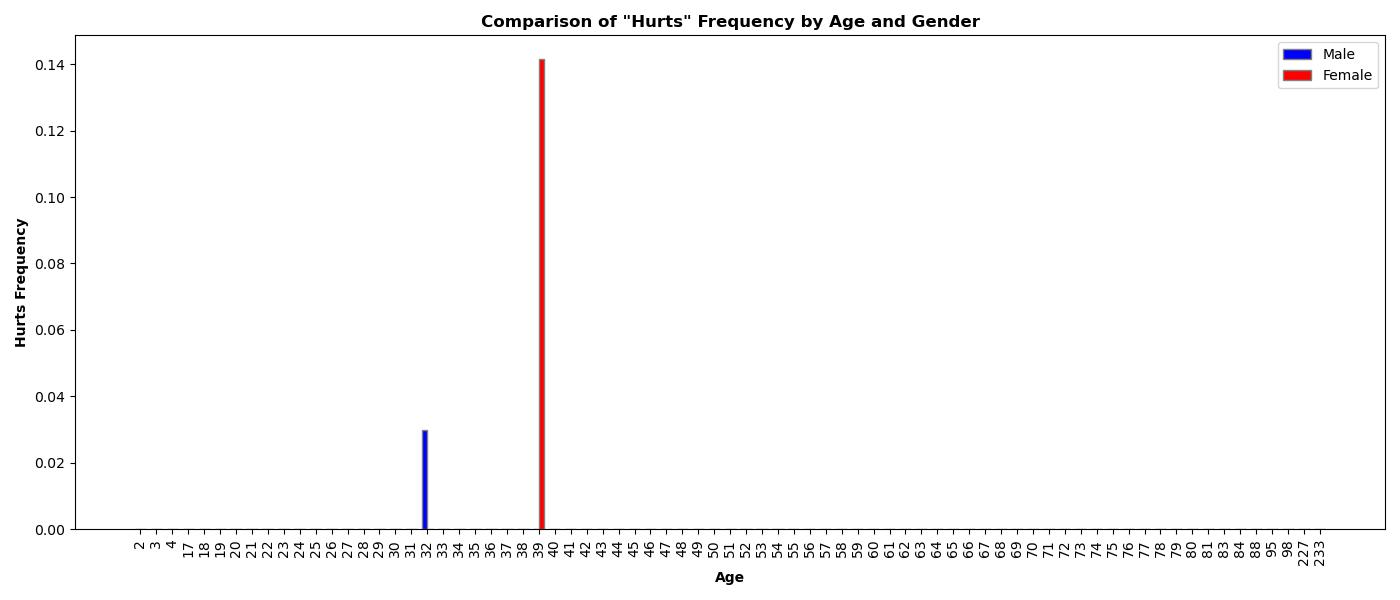 Comparison of "Hurts" Frequency by Age and Gender
Male
Female
0.14
0.12
0.10
0.08
0.06
0.04
0.02
0.00
Hurts Frequency
2 3 4 17 18 19 20 21 22 23 24 25 26 27 28 29 30 31 32 33 34 35 36 37 38 39 40 41 42 43 44 45 46 47 48 49 50 51 52 53 54 55 56 57 58 59 60 61 62 63 64 65 66 67 68 69 70 71 72 73 74 75 76 77 78 79 80 81 83 84 88 95 98 227 233
Age